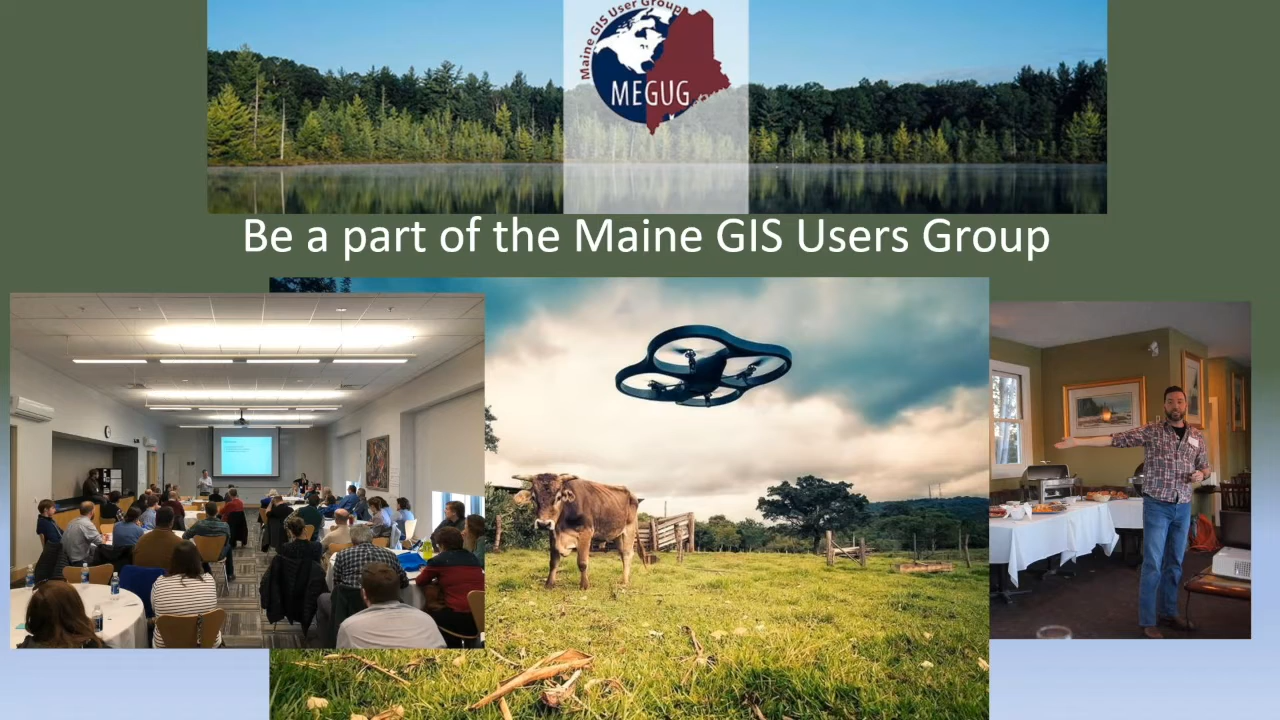 Maine GIS User Group
MEGUG
Be a part of the Maine GIS Users Group